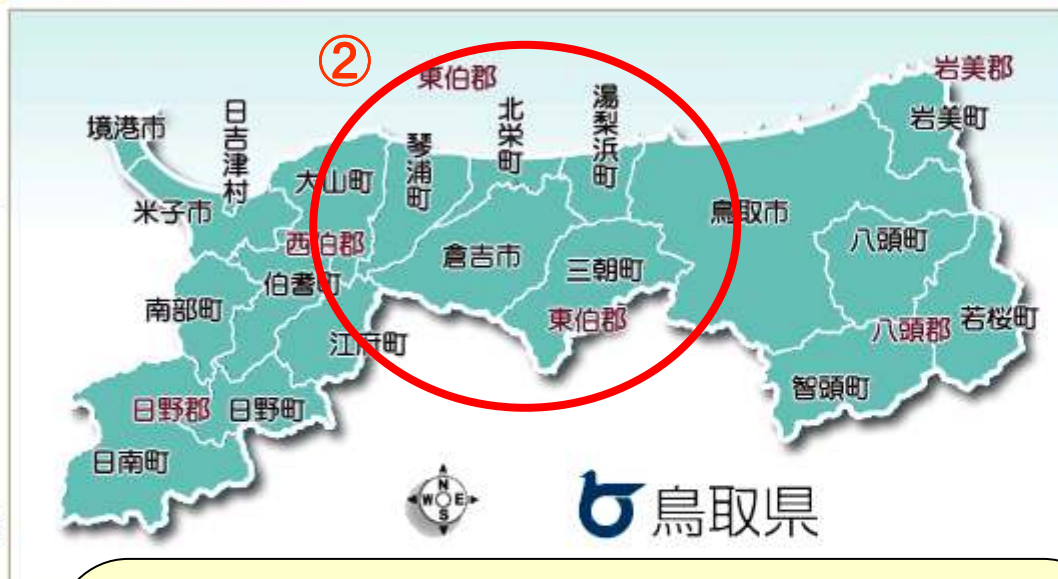 ②
東伯郡
岩美郡
湯梨浜町
北栄町
日吉津村
境港市
岩美町
琴浦町
大山町
米子市
鳥取市
八頭町
西伯郡
倉吉市
三朝町
伯耆町
南部町
東伯郡
若桜町
八頭郡
江府町
智頭町
日野郡
日野町
日南町
N
W E
S
鳥取県